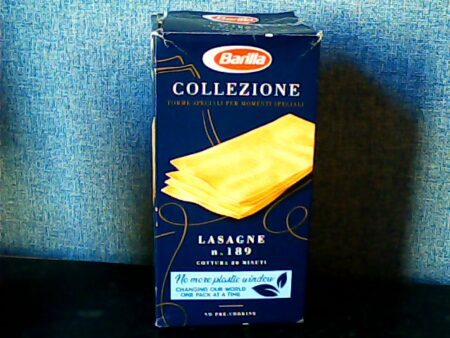 Barilla
COLLEZIONE
FORME SPECIALI PER MOMENTI SPECIALI
LASAGNE
n. 189
COTTURA 20 MINUTI
No more plastic window
CHANGING OUR WORLD
ONE PACK AT A TIME
NO PRE-COOKING